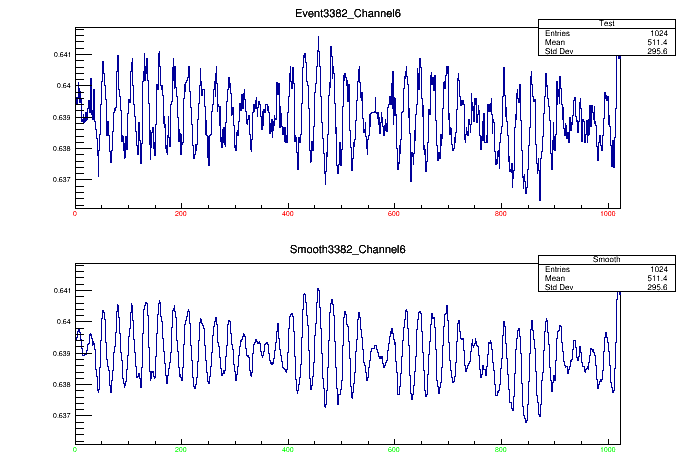 Event3382_Channel6
Test
Entries 1024
Mean 511.4
Std Dev 295.6
0.641
0.64
0.639
0.638
0.637
0 200 400 600 800 1000
Smooth3382_Channel6
Smooth
Entries 1024
Mean 511.4
Std Dev 295.6
0.641
0.64
0.639
0.638
0.637
0 200 400 600 800 1000